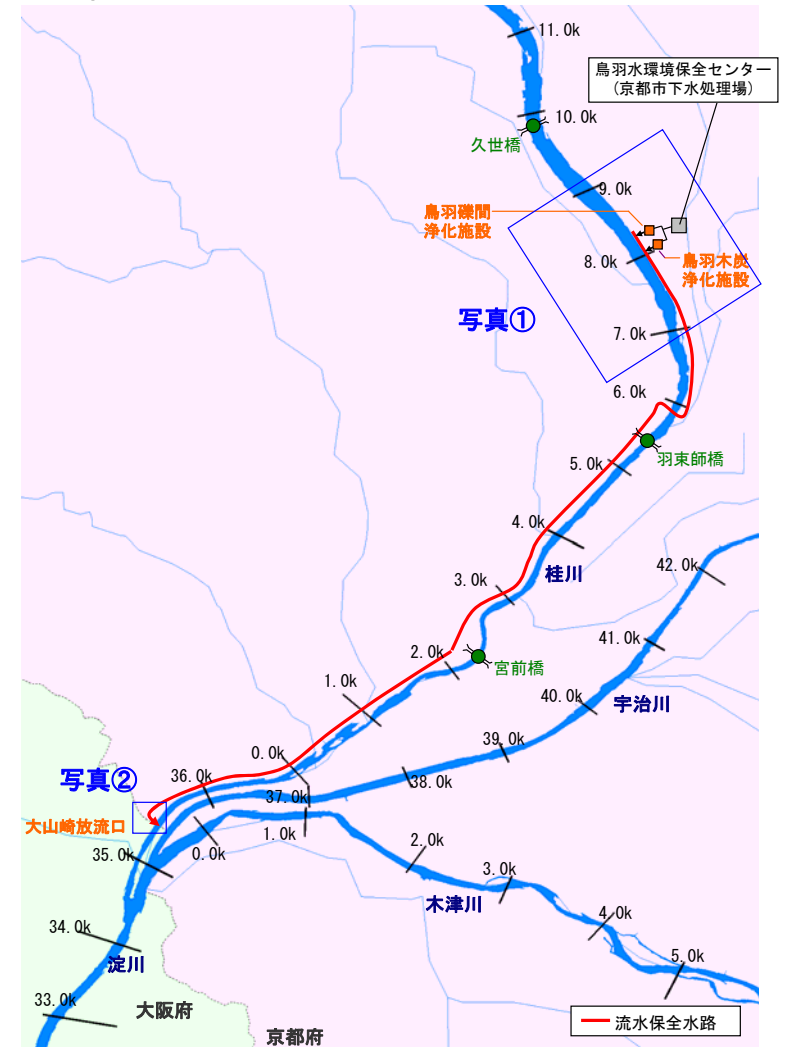 11.0k
鳥羽水環境保全センター
(京都市下水処理場)
10.0k
久世橋
9.0k
鳥羽礫間
浄化施設
8.0k
鳥羽木炭
浄化施設
写真①
7.0k
6.0k
羽束師橋
5.0k
4.0k
桂川
42.0k
3.0k
41.0k
2.0k
宮前橋
1.0k
宇治川
40.0k
39.0k
0.0k
38.0k
写真②
36.0k
37.0k
大山崎放流口
1.0k
35.0k
0.0k
2.0k
3.0k
木津川
4.0k
34.0k
5.0k
淀川
33.0k
大阪府
京都府
流水保全水路